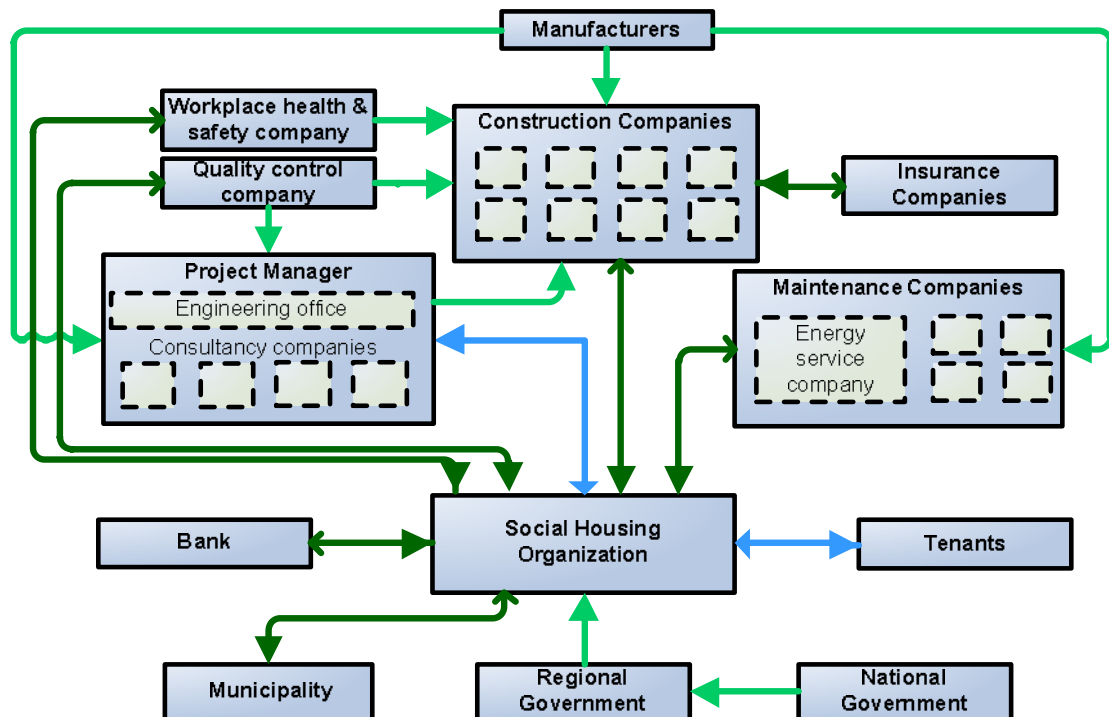 Manufacturers
Workplace health &
safety company
Construction Companies
Quality control
company
Insurance
Companies
Project Manager
Engineering office
Consultancy companies
Maintenance Companies
Energy
service
company
Social Housing
Organization
Bank
Tenants
Municipality
Regional
Government
National
Government